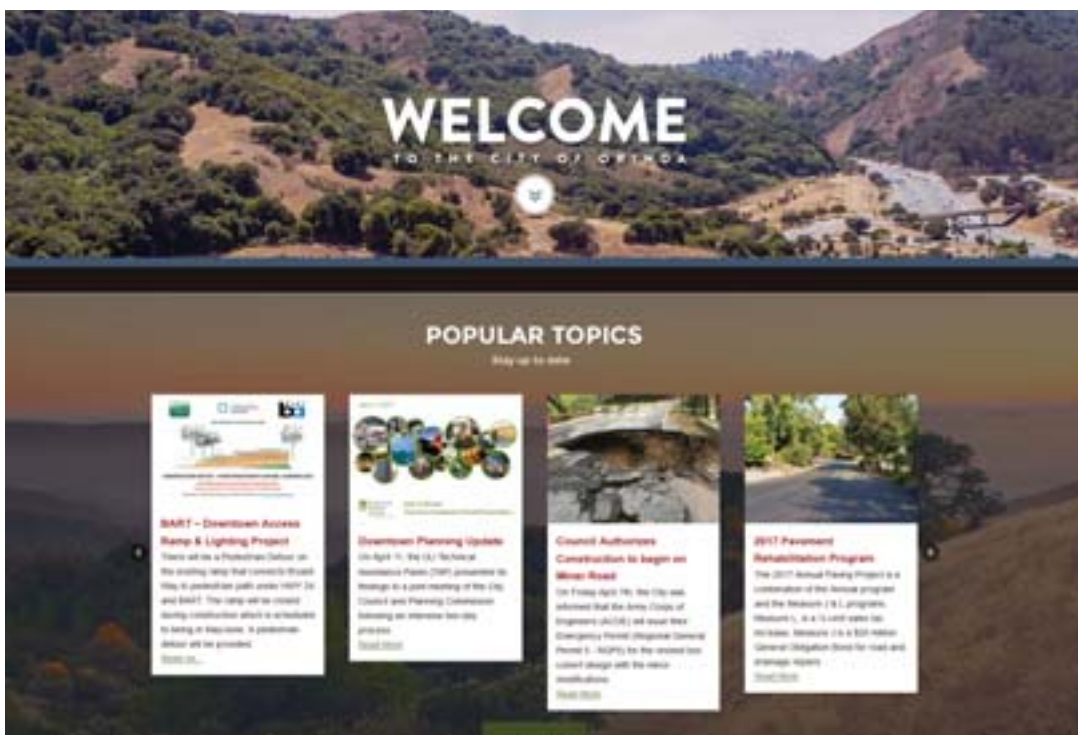 WELCOME
TO THE CITY OF ORINDA
POPULAR TOPICS
Stay up to date
BART – Downtown Access
Ramp & Lighting Project
There will be a Pedestrian Detour on
the existing ramp that connects
Way to pedestrian path under HWY 24
and BART. The ramp will be closed
during construction which is scheduled
to being in May/June. A pedestrian
detour will be provided.
Downtown Planning Update
On April 11, the ULI Technical
Assistance Panel (TAP) presented its
findings to a joint meeting of the City
Council and Planning Commission
following an intensive two-day
process.
Read More
Council Authorizes
Construction to begin on
Miner Road
On Friday April 7th, the City was
informed that the Army Corps of
Engineers (ACOE) will issue their
Emergency Permit (Regional General
Permit 5 - RGP5) for the revised box
culvert design with the minor
modifications.
Read More
2017 Pavement
Rehabilitation Program
The 2017 Annual Paving Project is a
combination of the Annual program
and the Measure J & L programs.
Measure L, is a ½-cent sales tax
increase. Measure J is a $20 Million
General Obligation Bond for road and
drainage repairs.
Read More